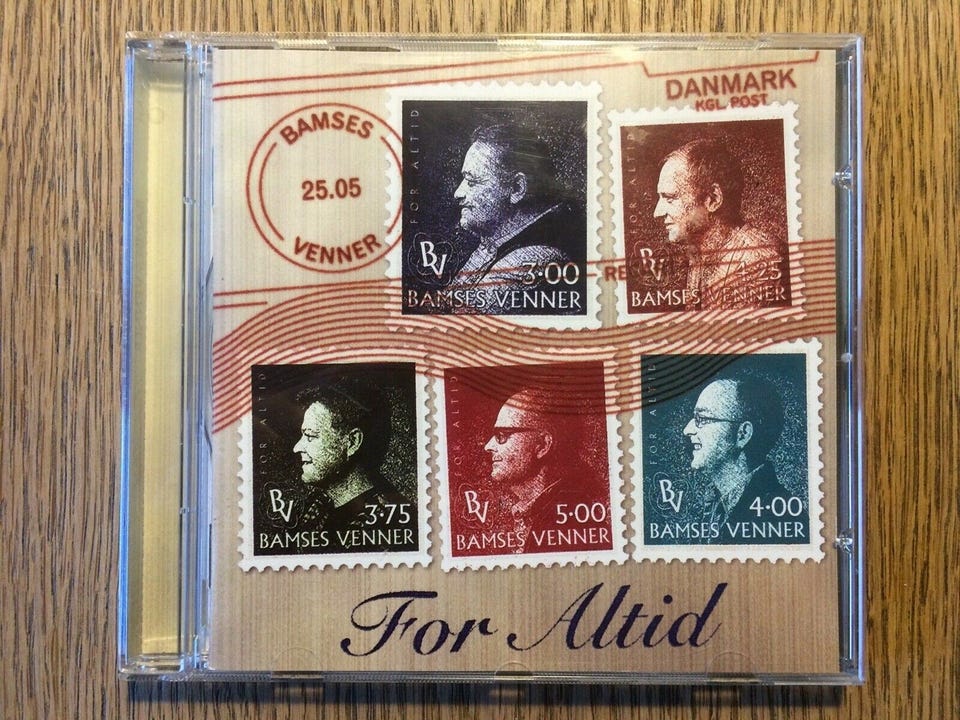 DANMARK
KGL. POST
BAMSES
25.05
VENNER
FOR ALTID
BV
3·00
BAMSES VENNER
FOR ALTID
BV
4·25
BAMSES VENNER
FOR ALTID
BV
3·75
BAMSES VENNER
FOR ALTID
BV
5·00
BAMSES VENNER
FOR ALTID
BV
4·00
BAMSES VENNER
For Altid